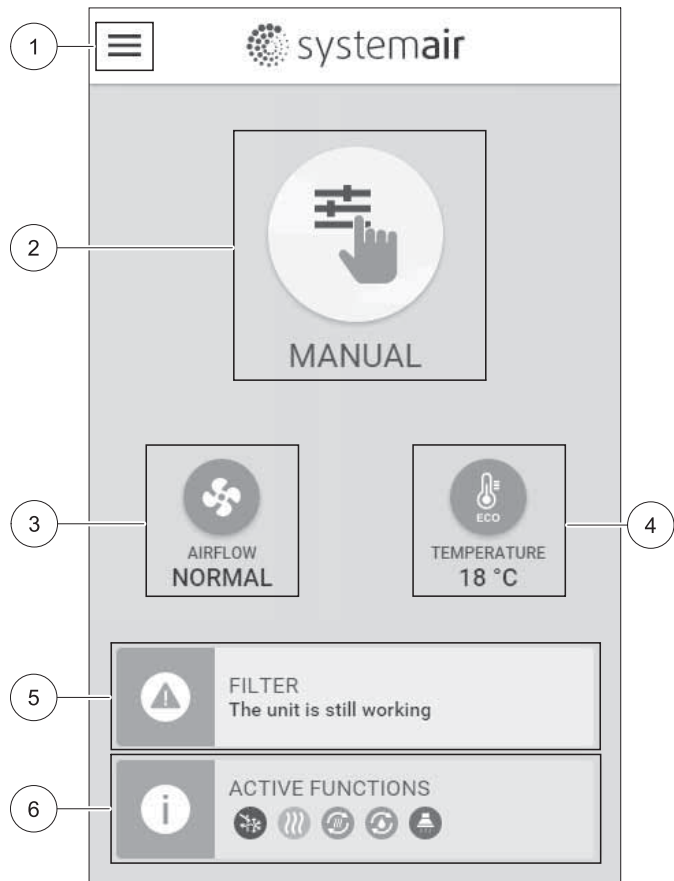 1
systemair
2
MANUAL
3
AIRFLOW
NORMAL
ECO
TEMPERATURE
18 °C
4
5
FILTER
The unit is still working
6
ACTIVE FUNCTIONS